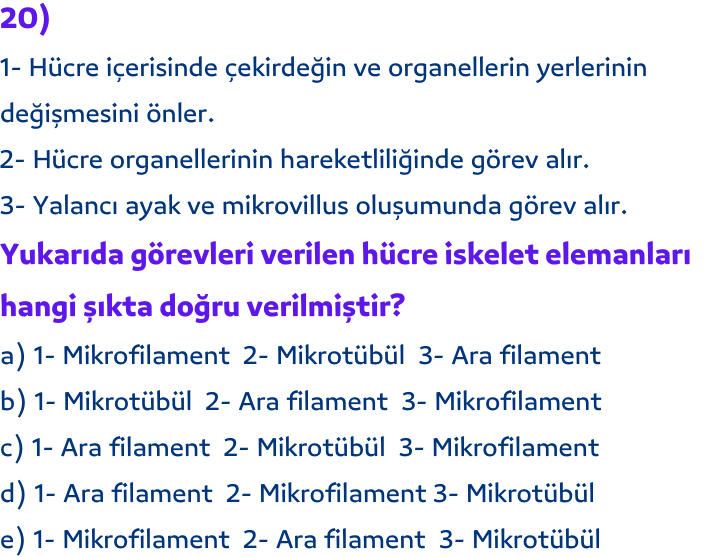 20)
1- Hücre içerisinde çekirdeğin ve organellerin yerlerinin
değişmesini önler.
2- Hücre organellerinin hareketliliğinde görev alır.
3- Yalancı ayak ve mikrovillus oluşumunda görev alır.
Yukarıda görevleri verilen hücre iskelet elemanları
hangi şıkta doğru verilmiştir?
a) 1- Mikrofilament 2- Mikrotübül 3- Ara filament
b) 1- Mikrotübül 2- Ara filament 3- Mikrofilament
c) 1- Ara filament 2- Mikrotübül 3- Mikrofilament
d) 1- Ara filament 2- Mikrofilament 3- Mikrotübül
e) 1- Mikrofilament 2- Ara filament 3- Mikrotübül